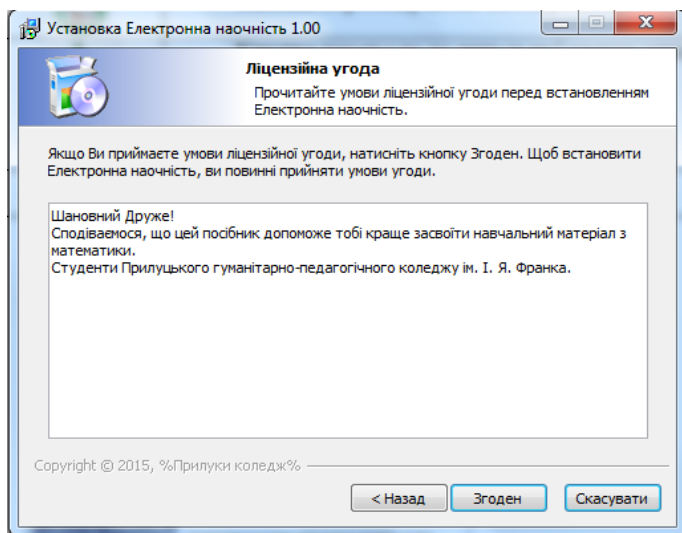 Установка Електронна наочність 1.00
Ліцензійна угода
Прочитайте умови ліцензійної угоди перед встановленням
Електронна наочність.
Якщо Ви приймаєте умови ліцензійної угоди, натисніть кнопку Згоден. Щоб встановити
Електронна наочність, ви повинні прийняти умови угоди.
Шановний Друже!
Сподіваемося, що цей посібник допоможе тобі краще засвоїти навчальний матеріал з
математики.
Студенти Прилуцького гуманітарно-педагогічного коледжу ім. І. Я. Франка.
Copyright © 2015, %Прилуки коледж%
< Назад
Згоден
Скасувати